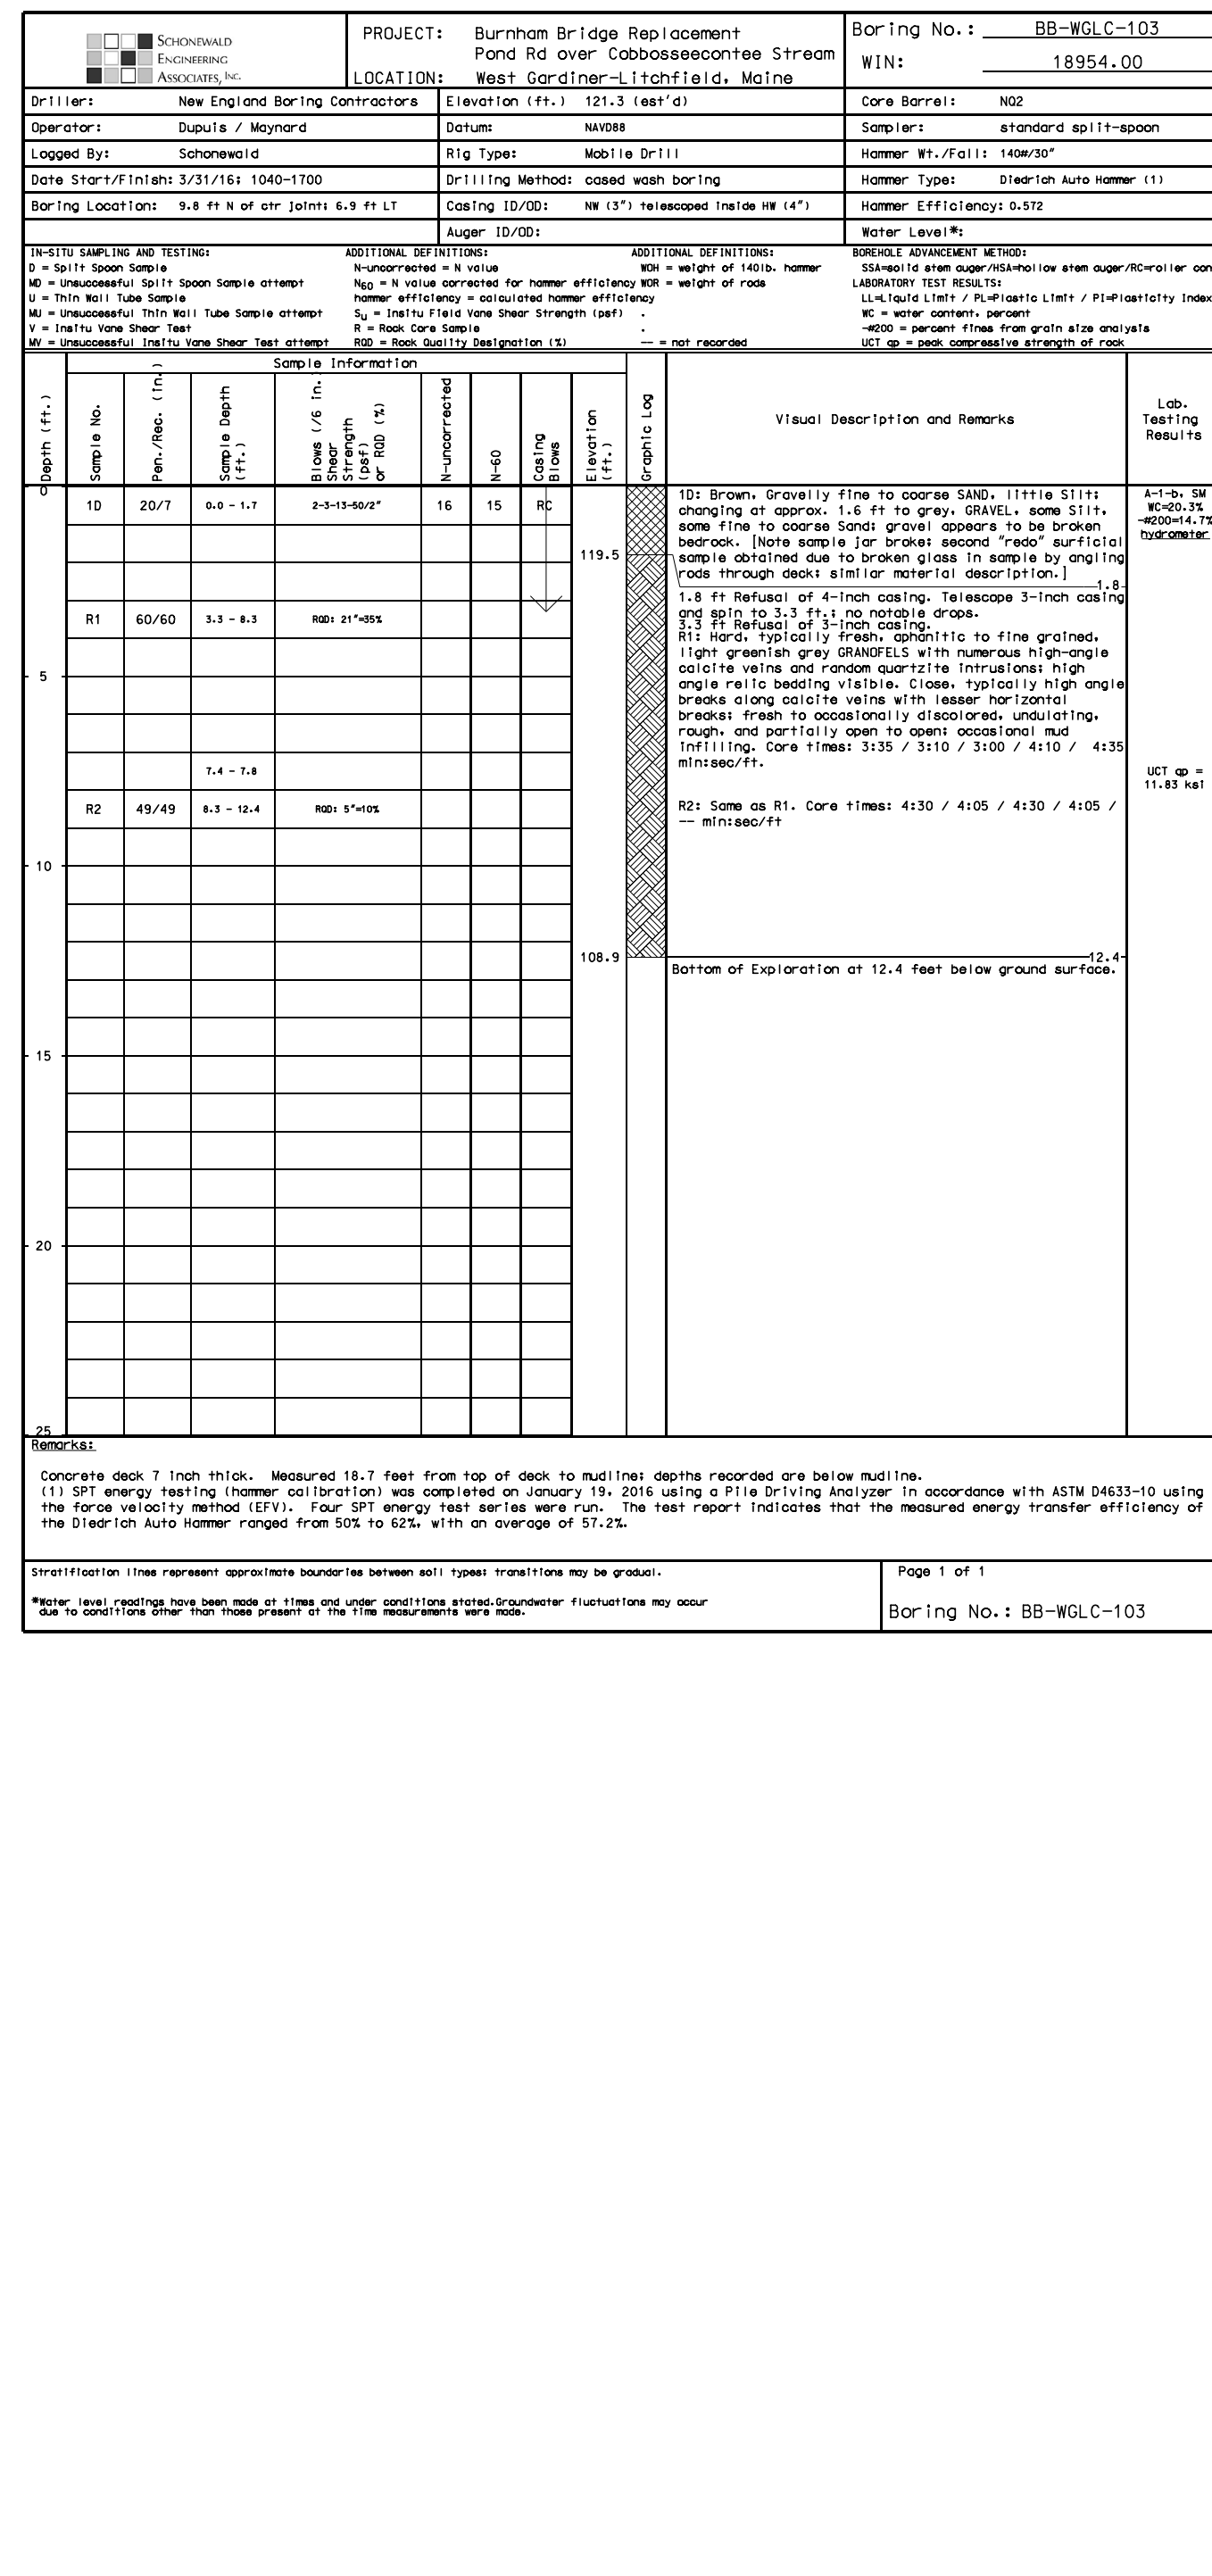 SCHONEWALD
ENGINEERING
ASSOCIATES, INC.
PROJECT: Burnham Bridge Replacement
Pond Rd over Cobbosseecontee Stream
LOCATION: West Gardiner-Litchfield, Maine
Boring No.: BB-WGLC-103
WIN: 18954.00
Driller: New England Boring Contractors Elevation (ft.) 121.3 (est'd) Core Barrel: NQ2
Operator: Dupuis / Maynard Datum: NAVD88 Sampler: standard split-spoon
Logged By: Schonewald Rig Type: Mobile Drill Hammer Wt./Fall: 140#/30"
Date Start/Finish: 3/31/16; 1040-1700 Drilling Method: cased wash boring Hammer Type: Diedrich Auto Hammer (1)
Boring Location: 9.8 ft N of ctr joint; 6.9 ft LT Casing ID/OD: NW (3") telescoped inside HW (4") Hammer Efficiency: 0.572
Auger ID/OD: Water Level*:
IN-SITU SAMPLING AND TESTING:
D = Split Spoon Sample
MD = Unsuccessful Split Spoon Sample attempt
U = Thin Wall Tube Sample
MU = Unsuccessful Thin Wall Tube Sample attempt
V = Insitu Vane Shear Test
MV = Unsuccessful Insitu Vane Shear Test attempt
ADDITIONAL DEFINITIONS:
N-uncorrected = N value
N60 = N value corrected for hammer efficiency
hammer efficiency = calculated hammer efficiency
Su = Insitu Field Vane Shear Strength (psf)
R = Rock Core Sample
RQD = Rock Quality Designation (%)
ADDITIONAL DEFINITIONS:
WOH = weight of 140lb. hammer
WOR = weight of rods
.
.
-- = not recorded
BOREHOLE ADVANCEMENT METHOD:
SSA=solid stem auger/HSA=hollow stem auger/RC=roller con
LABORATORY TEST RESULTS:
LL=Liquid Limit / PL=Plastic Limit / PI=Plasticity Index
WC = water content, percent
-#200 = percent fines from grain size analysis
UCT qp = peak compressive strength of rock
Sample Information
Depth (ft.)
Sample No.
Pen./Rec. (in.)
Sample Depth
(ft.)
Blows (/6 in.
Shear
Strength
(psf)
or RQD (%)
N-uncorrected
N-60
Casing
Blows
Elevation
(ft.)
Graphic Log
Visual Description and Remarks
Lab.
Testing
Results
0
1D 20/7 0.0 - 1.7 2-3-13-50/2" 16 15 RC
119.5
1D: Brown, Gravelly fine to coarse SAND, little Silt;
changing at approx. 1.6 ft to grey, GRAVEL, some Silt,
some fine to coarse Sand; gravel appears to be broken
bedrock. [Note sample jar broke; second "redo" surficial
sample obtained due to broken glass in sample by angling
rods through deck; similar material description.]
1.8
A-1-b, SM
WC=20.3%
-#200=14.7%
hydrometer
1.8 ft Refusal of 4-inch casing. Telescope 3-inch casing
and spin to 3.3 ft.; no notable drops.
3.3 ft Refusal of 3-inch casing.
R1 60/60 3.3 - 8.3 RQD: 21"=35%
R1: Hard, typically fresh, aphanitic to fine grained,
light greenish grey GRANOFELS with numerous high-angle
calcite veins and random quartzite intrusions; high
angle relic bedding visible. Close, typically high angle
breaks along calcite veins with lesser horizontal
breaks; fresh to occasionally discolored, undulating,
rough, and partially open to open; occasional mud
infilling. Core times: 3:35 / 3:10 / 3:00 / 4:10 / 4:35
min:sec/ft.
5
7.4 - 7.8
UCT qp =
11.83 ksi
R2 49/49 8.3 - 12.4 RQD: 5"=10%
R2: Same as R1. Core times: 4:30 / 4:05 / 4:30 / 4:05 /
-- min:sec/ft
10
108.9
12.4
Bottom of Exploration at 12.4 feet below ground surface.
15
20
25
Remarks:
Concrete deck 7 inch thick. Measured 18.7 feet from top of deck to mudline; depths recorded are below mudline.
(1) SPT energy testing (hammer calibration) was completed on January 19, 2016 using a Pile Driving Analyzer in accordance with ASTM D4633-10 using
the force velocity method (EFV). Four SPT energy test series were run. The test report indicates that the measured energy transfer efficiency of
the Diedrich Auto Hammer ranged from 50% to 62%, with an average of 57.2%.
Stratification lines represent approximate boundaries between soil types; transitions may be gradual.
*Water level readings have been made at times and under conditions stated.Groundwater fluctuations may occur
due to conditions other than those present at the time measurements were made.
Page 1 of 1
Boring No.: BB-WGLC-103